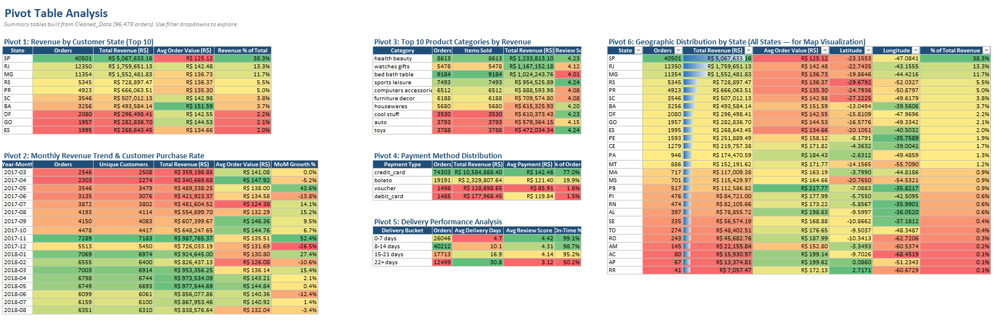 Pivot Table Analysis
Summary tables built from Cleaned_Data (96,478 orders). Use filter dropdowns to explore.
Pivot 1: Revenue by Customer State (Top 10)
State Orders Total Revenue (R$) Avg Order Value (R$) Revenue % of Total
SP 40501 R$ 5,067,633.16 R$ 125.12 38.3%
RJ 12350 R$ 1,759,651.13 R$ 142.48 13.3%
MG 11354 R$ 1,552,481.83 R$ 136.73 11.7%
RS 5345 R$ 728,897.47 R$ 136.37 5.5%
PR 4923 R$ 666,063.51 R$ 135.30 5.0%
SC 3546 R$ 507,012.13 R$ 142.98 3.8%
BA 3256 R$ 493,584.14 R$ 151.59 3.7%
DF 2080 R$ 296,498.41 R$ 142.55 2.2%
GO 1957 R$ 282,836.70 R$ 144.53 2.1%
ES 1995 R$ 268,643.45 R$ 134.66 2.0%
Pivot 2: Monthly Revenue Trend & Customer Purchase Rate
Year-Month Orders Unique Customers Total Revenue (R$) Avg Order Value (R$) MoM Growth %
2017-03 2546 2508 R$ 359,198.85 R$ 141.08 0.0%
2017-04 2303 2274 R$ 340,669.68 R$ 147.92 -5.2%
2017-05 3546 3479 R$ 489,338.25 R$ 138.00 43.6%
2017-06 3135 3076 R$ 421,923.37 R$ 134.58 -13.8%
2017-07 3872 3802 R$ 481,604.52 R$ 124.38 14.1%
2017-08 4193 4114 R$ 554,699.70 R$ 132.29 15.2%
2017-09 4150 4083 R$ 607,399.67 R$ 146.36 9.5%
2017-10 4478 4417 R$ 648,247.65 R$ 144.76 6.7%
2017-11 7289 7183 R$ 987,765.37 R$ 135.51 52.4%
2017-12 5513 5450 R$ 726,033.19 R$ 131.69 -26.5%
2018-01 7069 6974 R$ 924,645.00 R$ 130.80 27.4%
2018-02 6555 6400 R$ 826,437.13 R$ 126.08 -10.6%
2018-03 7003 6914 R$ 953,356.25 R$ 136.14 15.4%
2018-04 6798 6744 R$ 973,534.09 R$ 143.21 2.1%
2018-05 6749 6693 R$ 977,544.69 R$ 144.84 0.4%
2018-06 6099 6061 R$ 856,077.86 R$ 140.36 -12.4%
2018-07 6159 6100 R$ 867,953.46 R$ 140.92 1.4%
2018-08 6351 6310 R$ 838,576.64 R$ 132.04 -3.4%
Pivot 3: Top 10 Product Categories by Revenue
Category Orders Items Sold Total Revenue (R$) Review Sc
health beauty 8613 8613 R$ 1,233,813.10 4.23
watches gifts 5478 5478 R$ 1,167,152.18 4.12
bed bath table 9184 9184 R$ 1,024,243.76 4.01
sports leisure 7493 7493 R$ 954,525.89 4.24
computers accessorie 6512 6512 R$ 888,593.98 4.08
furniture decor 6188 6188 R$ 709,574.80 4.08
housewares 5680 5680 R$ 615,325.93 4.20
cool stuff 3530 3530 R$ 610,373.43 4.23
auto 3793 3793 R$ 579,364.15 4.15
toys 3788 3788 R$ 472,034.34 4.24
Pivot 4: Payment Method Distribution
Payment Type Orders Total Revenue (R$) Avg Payment (R$) % of Order
credit_card 74303 R$ 10,584,888.40 R$ 142.46 77.0%
boleto 19191 R$ 2,329,807.64 R$ 121.40 19.9%
voucher 1498 R$ 128,698.65 R$ 85.91 1.6%
debit_card 1485 R$ 177,968.45 R$ 119.84 1.5%
Pivot 5: Delivery Performance Analysis
Delivery Bucket Orders Avg Delivery Days Avg Review Score On-Time %
0-7 days 26046 4.7 4.42 99.1%
8-14 days 40212 10.1 4.31 98.7%
15-21 days 17713 16.9 4.14 95.2%
22+ days 12499 30.8 3.12 50.2%
Pivot 6: Geographic Distribution by State (All States — for Map Visualization)
State Orders Total Revenue (R$) Avg Order Value (R$) Latitude Longitude % of Total Revenue
SP 40501 R$ 5,067,633.16 R$ 125.12 -23.1553 -47.0841 38.3%
RJ 12350 R$ 1,759,651.13 R$ 142.48 -22.7435 -43.1555 13.3%
MG 11354 R$ 1,552,481.83 R$ 136.73 -19.8646 -44.4216 11.7%
RS 5345 R$ 728,897.47 R$ 136.37 -29.6792 -52.0327 5.5%
PR 4923 R$ 666,063.51 R$ 135.30 -24.7936 -50.8797 5.0%
SC 3546 R$ 507,012.13 R$ 142.98 -27.2225 -49.6179 3.8%
BA 3256 R$ 493,584.14 R$ 151.59 -13.0494 -39.5606 3.7%
DF 2080 R$ 296,498.41 R$ 142.55 -15.8109 -47.9696 2.2%
GO 1957 R$ 282,836.70 R$ 144.53 -16.5776 -49.3342 2.1%
ES 1995 R$ 268,643.45 R$ 134.66 -20.1051 -40.5032 2.0%
PE 1593 R$ 251,889.49 R$ 158.12 -8.1791 -35.7589 1.9%
CE 1279 R$ 219,757.38 R$ 171.82 -4.3632 -39.0041 1.7%
PA 946 R$ 174,470.59 R$ 184.43 -2.6312 -49.4859 1.3%
MT 886 R$ 152,191.62 R$ 171.77 -14.1565 -55.7090 1.2%
MA 717 R$ 117,009.38 R$ 163.19 -3.7990 -44.8186 0.9%
MS 701 R$ 115,429.97 R$ 164.66 -20.7650 -54.5321 0.9%
PB 517 R$ 112,586.82 R$ 217.77 -7.0883 -35.8217 0.9%
PI 476 R$ 84,721.00 R$ 177.99 -5.7550 -42.5095 0.6%
RN 474 R$ 82,105.66 R$ 173.22 -5.8567 -35.9901 0.6%
AL 397 R$ 78,855.72 R$ 198.63 -9.5997 -36.0520 0.6%
SE 335 R$ 56,574.19 R$ 168.88 -10.8662 -37.1812 0.4%
TO 274 R$ 48,402.51 R$ 176.65 -9.5037 -48.3487 0.4%
RO 243 R$ 45,682.76 R$ 187.99 -10.3413 -62.7206 0.3%
AM 145 R$ 22,155.84 R$ 152.80 -3.3493 -60.5374 0.2%
AC 80 R$ 15,930.97 R$ 199.14 -9.7026 -68.4519 0.1%
AP 67 R$ 13,374.81 R$ 199.62 0.0860 -51.2343 0.1%
RR 41 R$ 7,057.47 R$ 172.13 2.7171 -60.6729 0.1%